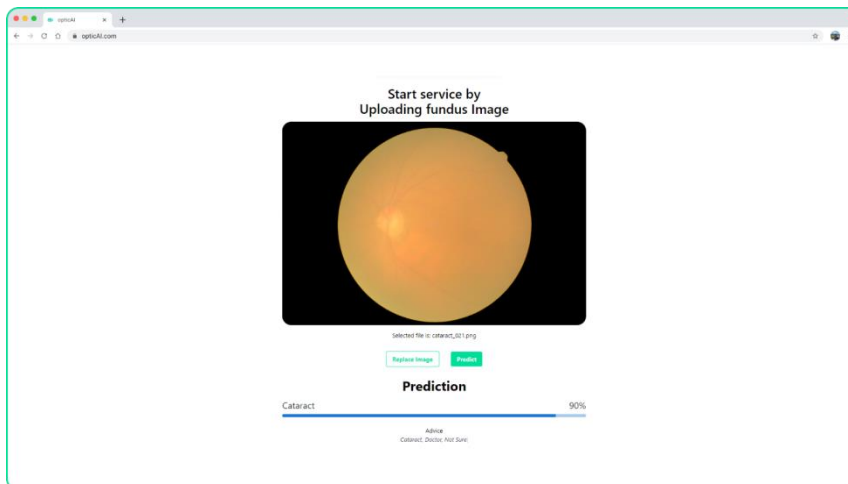 opticAI
opticAI.com
Start service by
Uploading fundus Image
Selected file is: cataract_021.png
Replace Image
Predict
Prediction
Cataract 90%
Advice
Cataract, Doctor, Not Sure.